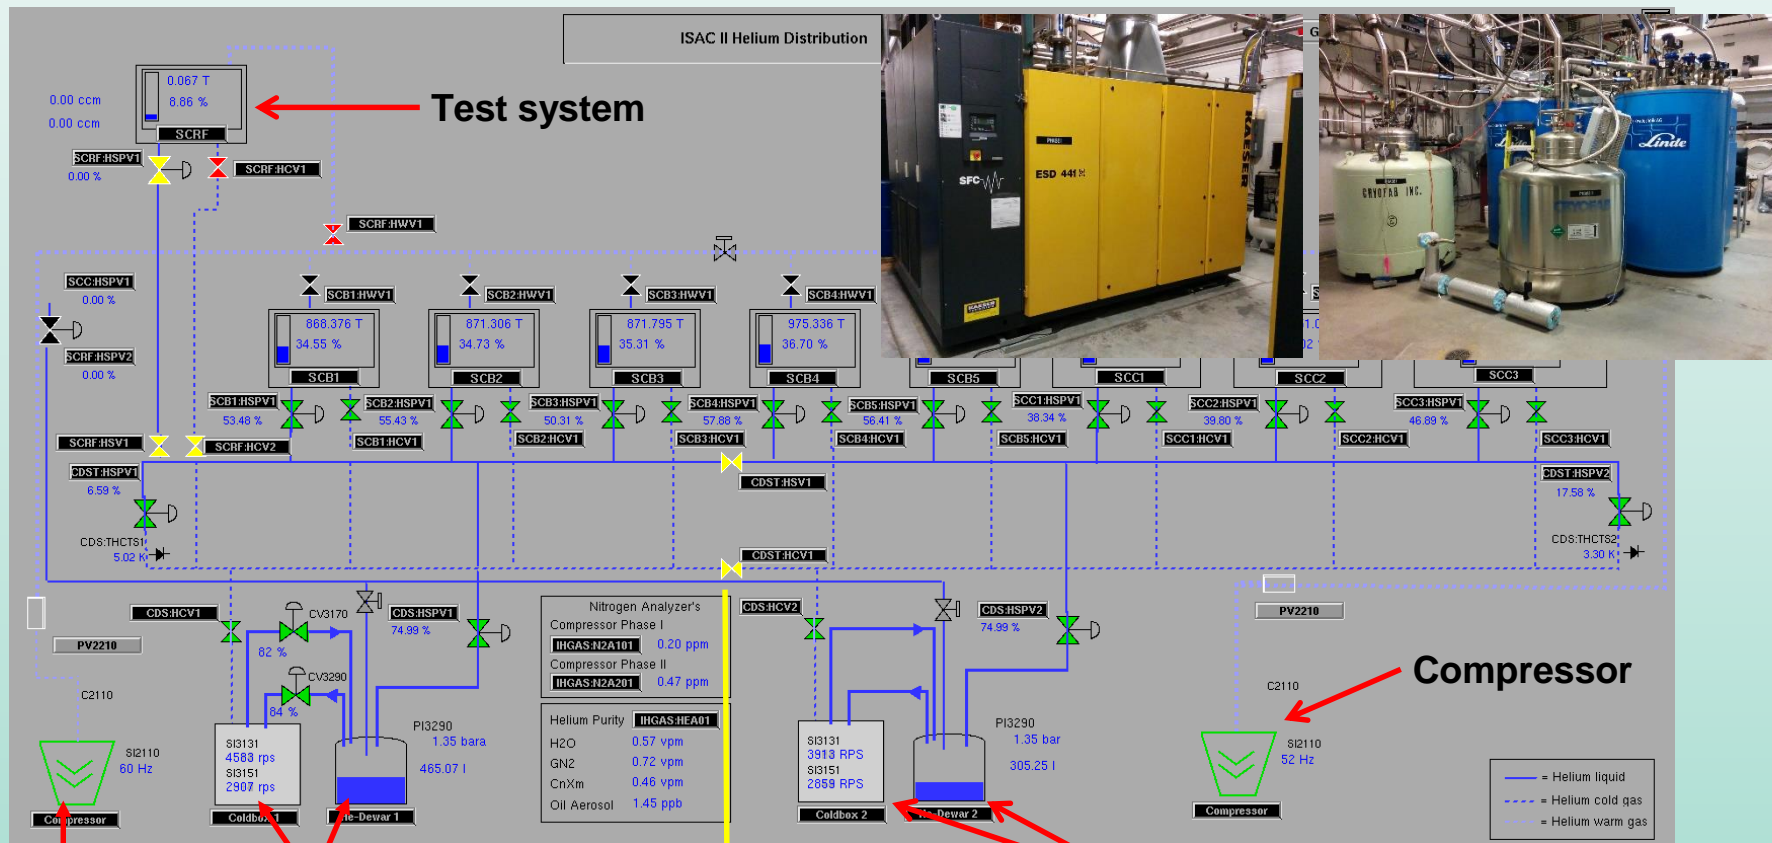 ISAC II Helium Distribution
0.067 T
8.86 %
0.00 ccm
0.00 ccm
SCRF
Test system
SCRF:HSPV1
0.00 %
SCRF:HCV1
SCRF:HWV1
SCC:HSPV1
0.00 %
SCRF:HSPV2
0.00 %
SCB1:HWV1
SCB2:HWV1
SCB3:HWV1
SCB4:HWV1
868.376 T
34.55 %
SCB1
871.306 T
34.73 %
SCB2
871.795 T
35.31 %
SCB3
975.336 T
36.70 %
SCB4
SCB5
SCC1
SCC2
SCC3
SCB1:HSPV1
53.48 %
SCB2:HSPV1
55.43 %
SCB3:HSPV1
50.31 %
SCB4:HSPV1
57.88 %
SCB5:HSPV1
56.41 %
SCC1:HSPV1
38.34 %
SCC2:HSPV1
39.80 %
SCC3:HSPV1
46.89 %
SCRF:HSV1
SCRF:HCV2
SCB1:HCV1
SCB2:HCV1
SCB3:HCV1
SCB4:HCV1
SCB5:HCV1
SCC1:HCV1
SCC2:HCV1
SCC3:HCV1
CDST:HSPV1
6.59 %
CDST:HSV1
CDST:HSPV2
17.58 %
CDS:THCTS1
5.02 K
CDST:HCV1
CDS:THCTS2
3.30 K
CDS:HCV1
CV3170
82 %
CV3290
84 %
CDS:HSPV1
74.99 %
Nitrogen Analyzer's
Compressor Phase I
IHGAS:N2A101 0.20 ppm
Compressor Phase II
IHGAS:N2A201 0.47 ppm
Helium Purity IHGAS:HEA01
H2O 0.57 vpm
GN2 0.72 vpm
CnXm 0.46 vpm
Oil Aerosol 1.45 ppb
CDS:HCV2
CDS:HSPV2
74.99 %
PV2210
C2110
SI2110
60 Hz
Compressor
SI3131
4583 rps
SI3151
2907 rps
Coldbox 1
PI3290
1.35 bara
465.07 l
He-Dewar 1
SI3131
3913 RPS
SI3151
2859 RPS
Coldbox 2
PI3290
1.35 bar
305.25 l
He-Dewar 2
PV2210
Compressor
C2110
SI2110
52 Hz
Compressor
= Helium liquid
= Helium cold gas
= Helium warm gas
SFC
ESD 441
KAESER
PHASE I
KAESER
CRYOFAB INC.
CRYOFAB
Linde